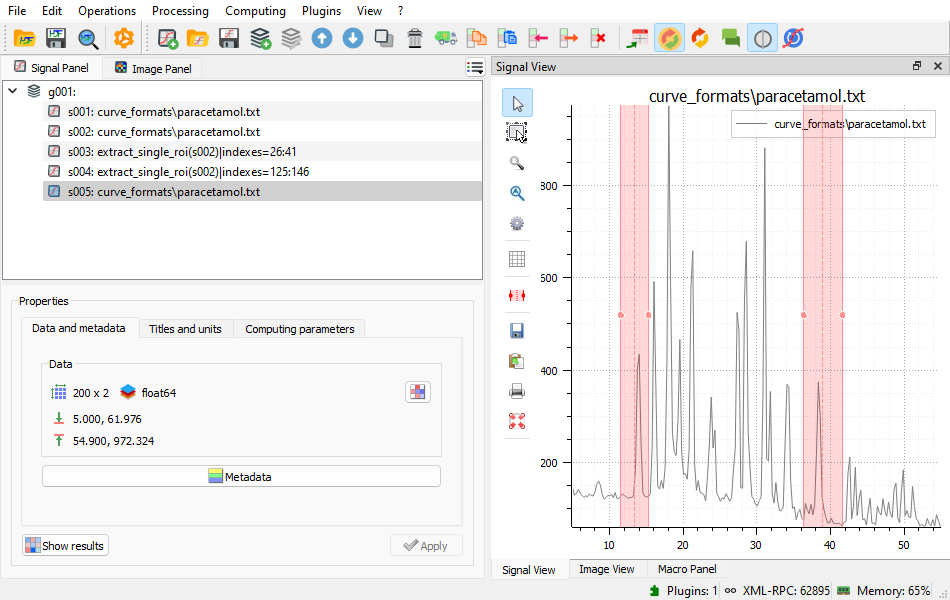 File Edit Operations Processing Computing Plugins View ?
Signal Panel Image Panel
g001:
s001: curve_formats\paracetamol.txt
s002: curve_formats\paracetamol.txt
s003: extract_single_roi(s002)|indexes=26:41
s004: extract_single_roi(s002)|indexes=125:146
s005: curve_formats\paracetamol.txt
Properties
Data and metadata Titles and units Computing parameters
Data
200 x 2 float64
5.000, 61.976
54.900, 972.324
Metadata
Show results Apply
Signal View
curve_formats\paracetamol.txt
curve_formats\paracetamol.txt
800
600
400
200
10 20 30 40 50
Signal View Image View Macro Panel
Plugins: 1 XML-RPC: 62895 Memory: 65%